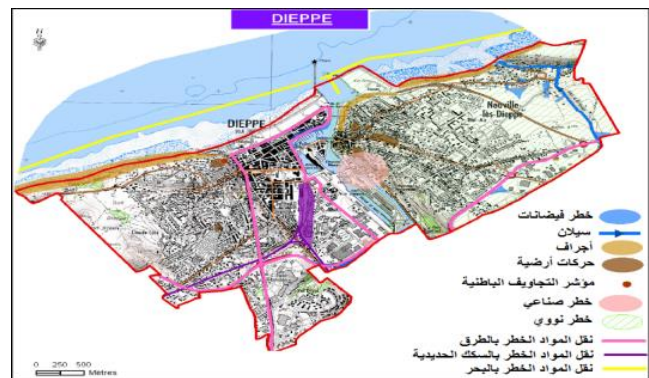 DIEPPE
N
DIEPPE
Neuville
lès Dieppe
خطر فيضانات
سيلان
أجراف
حركات أرضية
مؤشر التجاويف الباطنية
خطر صناعي
خطر نووي
نقل المواد الخطر بالطرق
نقل المواد الخطر بالسكك الحديدية
نقل المواد الخطر بالبحر
0 250 500
Mètres